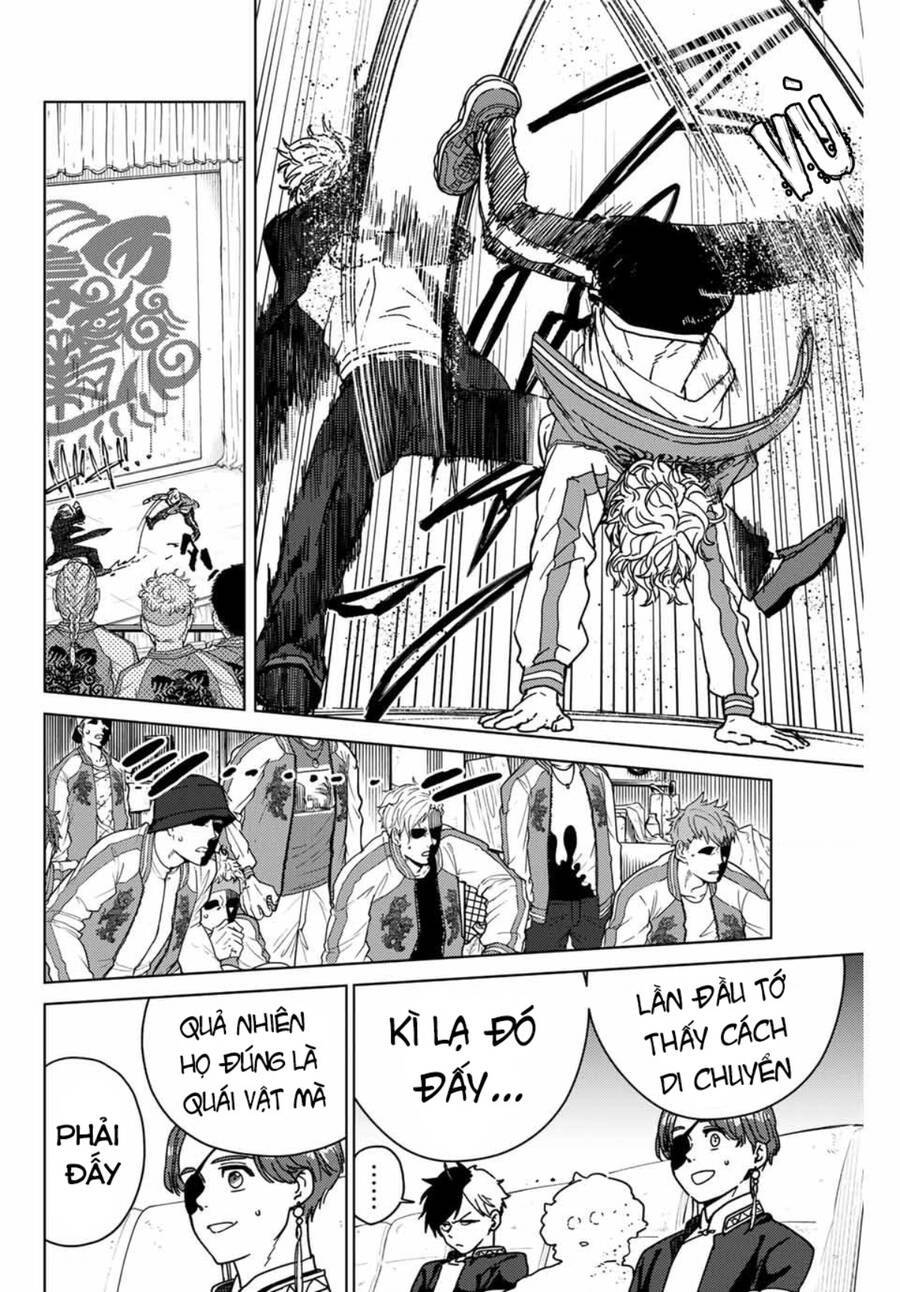 VÙ
LẦN ĐẦU TỚ
THẤY CÁCH
DI CHUYỂN
KÌ LẠ ĐÓ
ĐẤY...
......
QUẢ NHIÊN
HỌ ĐÚNG LÀ
QUÁI VẬT MÀ
PHẢI
ĐẤY